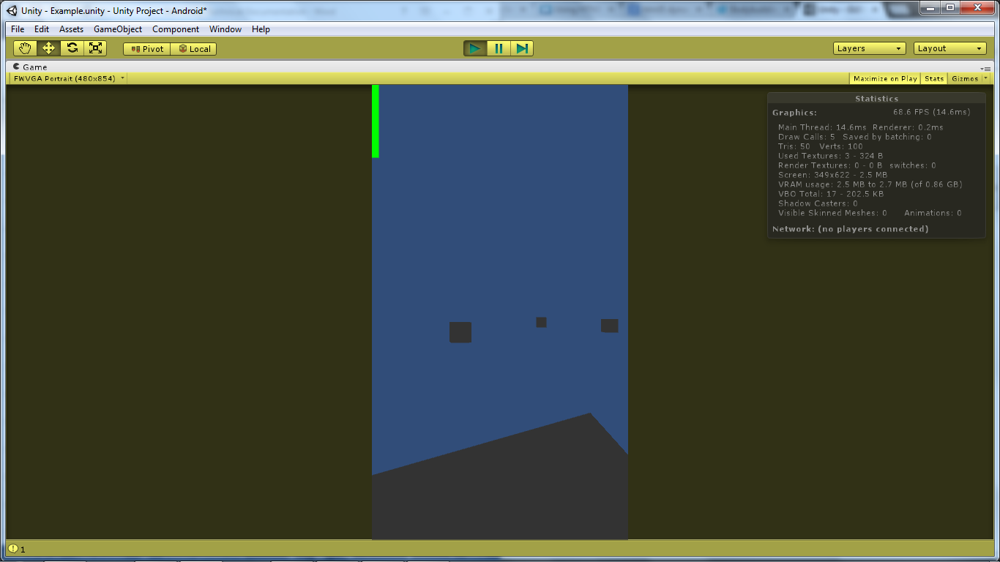 Unity - Example.unity - Unity Project - Android*
File Edit Assets GameObject Component Window Help
Pivot Local Layers Layout
Game
FWVGA Portrait (480x854) Maximize on Play Stats Gizmos
Statistics
Graphics: 68.6 FPS (14.6ms)
Main Thread: 14.6ms Renderer: 0.2ms
Draw Calls: 5 Saved by batching: 0
Tris: 50 Verts: 100
Used Textures: 3 - 324 B
Render Textures: 0 - 0 B switches: 0
Screen: 349x622 - 2.5 MB
VRAM usage: 2.5 MB to 2.7 MB (of 0.86 GB)
VBO Total: 17 - 202.5 KB
Shadow Casters: 0
Visible Skinned Meshes: 0 Animations: 0
Network: (no players connected)
1